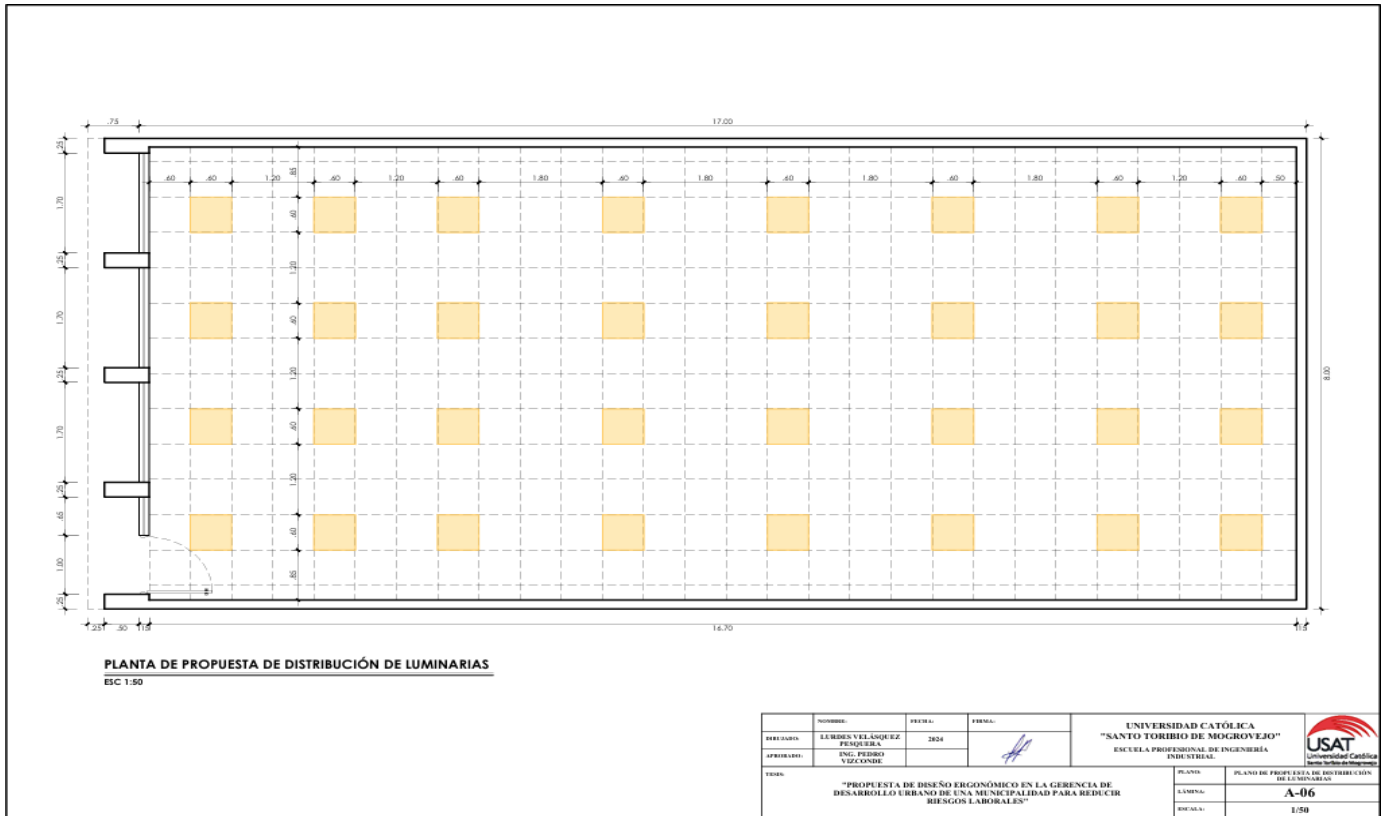 .75
17.00
.25
.60
.60
1.20
.60
1.20
.60
1.80
.60
1.80
.60
1.80
.60
1.80
.60
1.20
.60
.50
.85
.60
1.20
.60
1.20
.60
1.20
.60
.85
1.70
.25
1.70
.25
1.70
.25
.65
1.00
.25
8.00
.25
.50
.15
16.70
.15
PLANTA DE PROPUESTA DE DISTRIBUCIÓN DE LUMINARIAS
ESC 1:50
NOMBRE:
FECHA:
FIRMA:
DIBUJADO:
LURDES VELÁSQUEZ
PESQUERA
2024
APROBADO:
ING. PEDRO
VIZCONDE
UNIVERSIDAD CATÓLICA
"SANTO TORIBIO DE MOGROVEJO"
ESCUELA PROFESIONAL DE INGENIERÍA
INDUSTRIAL
USAT
Universidad Católica
Santo Toribio de Mogrovejo
TESIS:
"PROPUESTA DE DISEÑO ERGONÓMICO EN LA GERENCIA DE
DESARROLLO URBANO DE UNA MUNICIPALIDAD PARA REDUCIR
RIESGOS LABORALES"
PLANO:
PLANO DE PROPUESTA DE DISTRIBUCIÓN
DE LUMINARIAS
LÁMINA:
A-06
ESCALA:
1/50